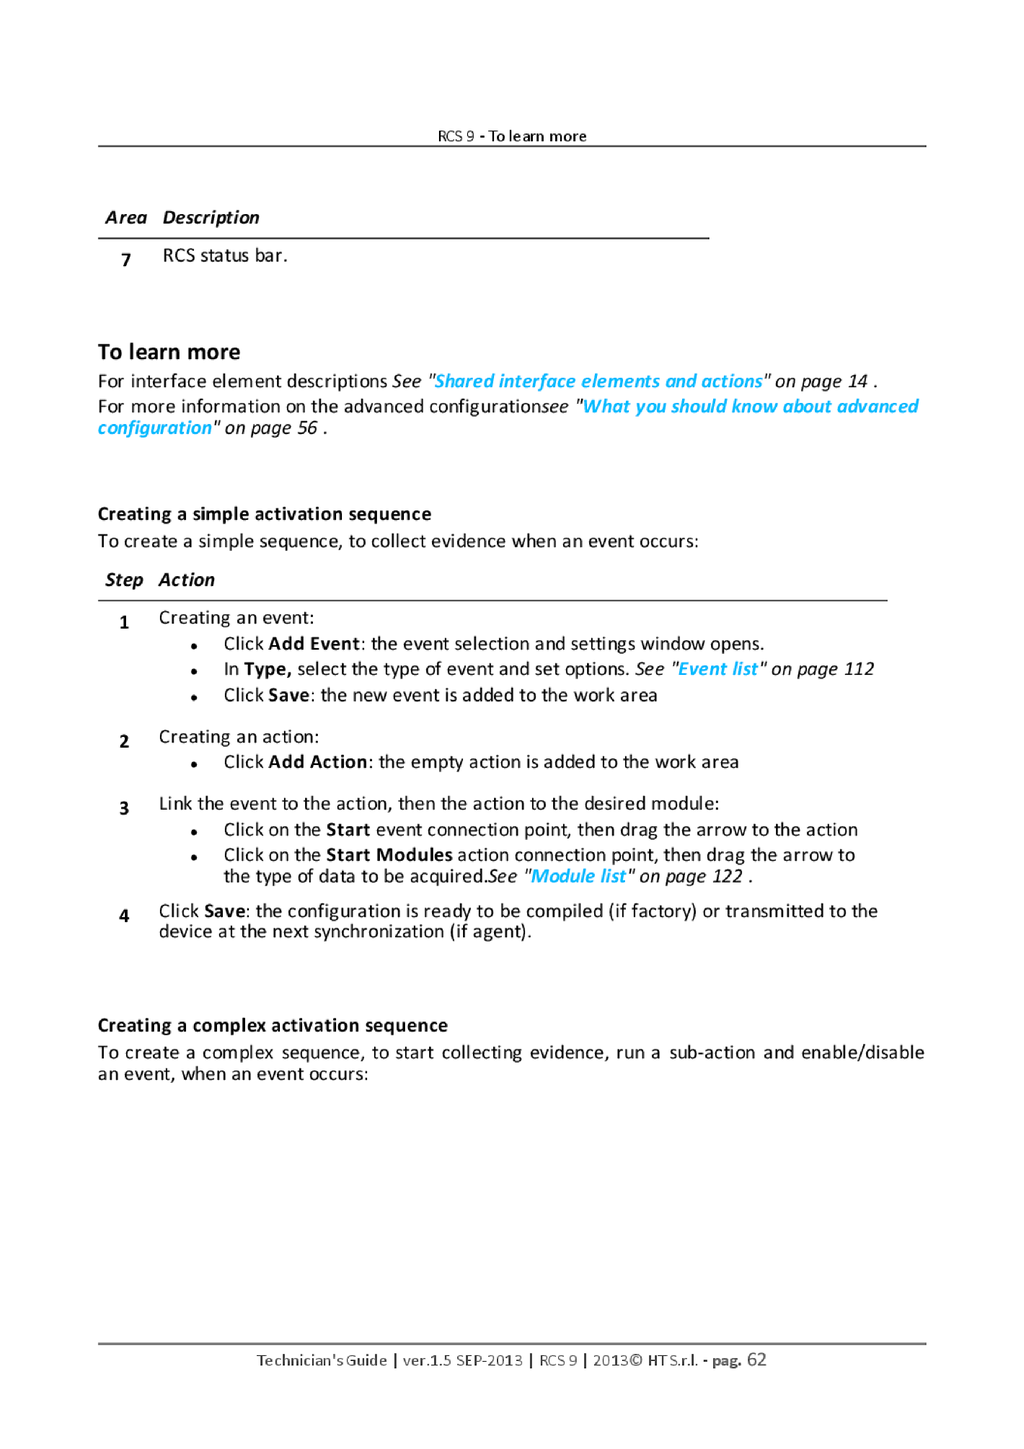 RCS 9 - To learn more
Area Description
7 RCS status bar.
To learn more
For interface element descriptions See "Shared interface elements and actions" on page 14 .
For more information on the advanced configurationsee "What you should know about advanced
configuration" on page 56 .
Creating a simple activation sequence
To create a simple sequence, to collect evidence when an event occurs:
Step Action
1 Creating an event:
• Click Add Event: the event selection and settings window opens.
• In Type, select the type of event and set options. See "Event list" on page 112
• Click Save: the new event is added to the work area
2 Creating an action:
• Click Add Action: the empty action is added to the work area
3 Link the event to the action, then the action to the desired module:
• Click on the Start event connection point, then drag the arrow to the action
• Click on the Start Modules action connection point, then drag the arrow to
the type of data to be acquired.See "Module list" on page 122 .
4 Click Save: the configuration is ready to be compiled (if factory) or transmitted to the
device at the next synchronization (if agent).
Creating a complex activation sequence
To create a complex sequence, to start collecting evidence, run a sub-action and enable/disable
an event, when an event occurs:
Technician's Guide | ver.1.5 SEP-2013 | RCS 9 | 2013© HT S.r.l. - pag. 62